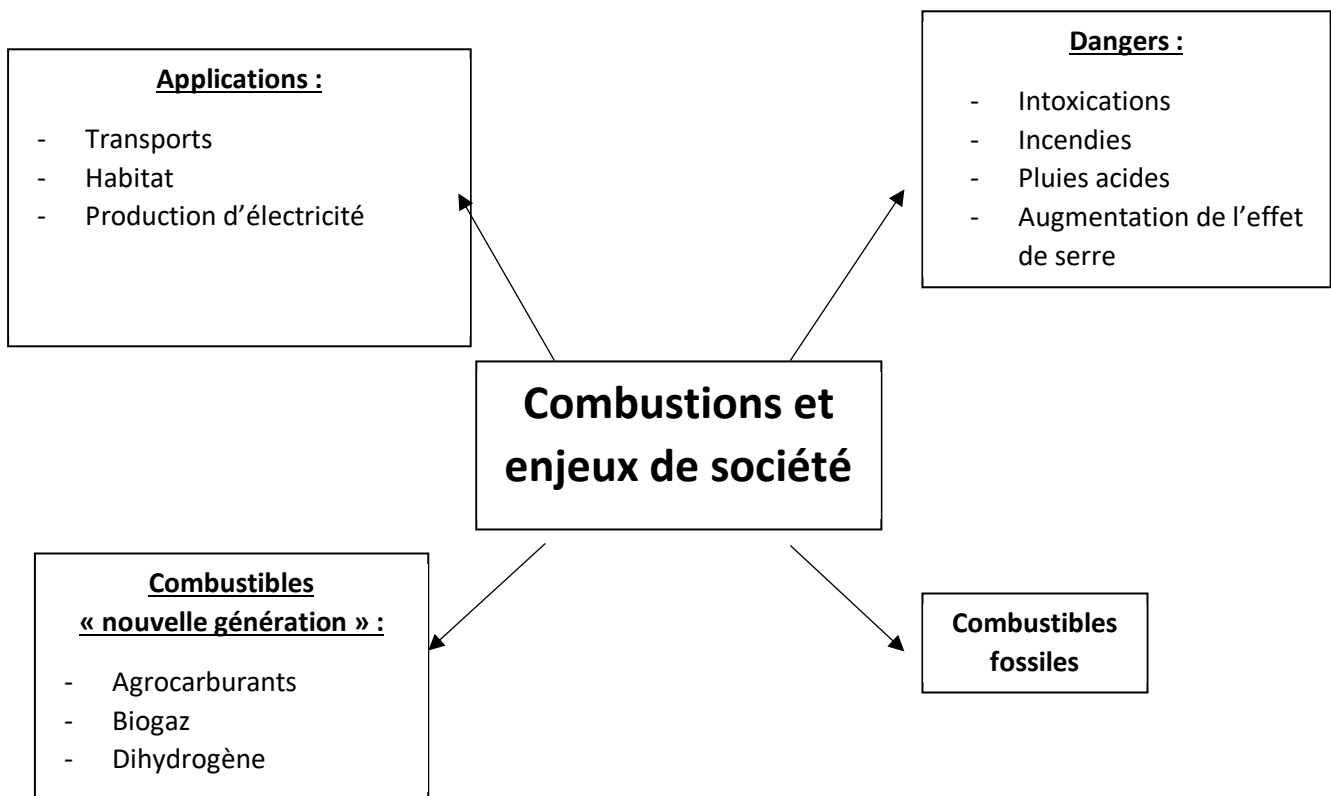 Applications :
- Transports
- Habitat
- Production d'électricité
Dangers :
- Intoxications
- Incendies
- Pluies acides
- Augmentation de l'effet
de serre
Combustions et
enjeux de société
Combustibles
« nouvelle génération » :
- Agrocarburants
- Biogaz
- Dihydrogène
Combustibles
fossiles